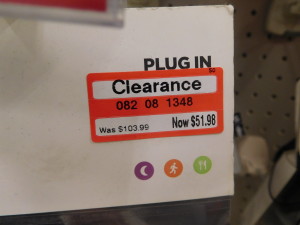 PLUG IN
Clearance
082 08 1348
Was $103.99 Now $51.98